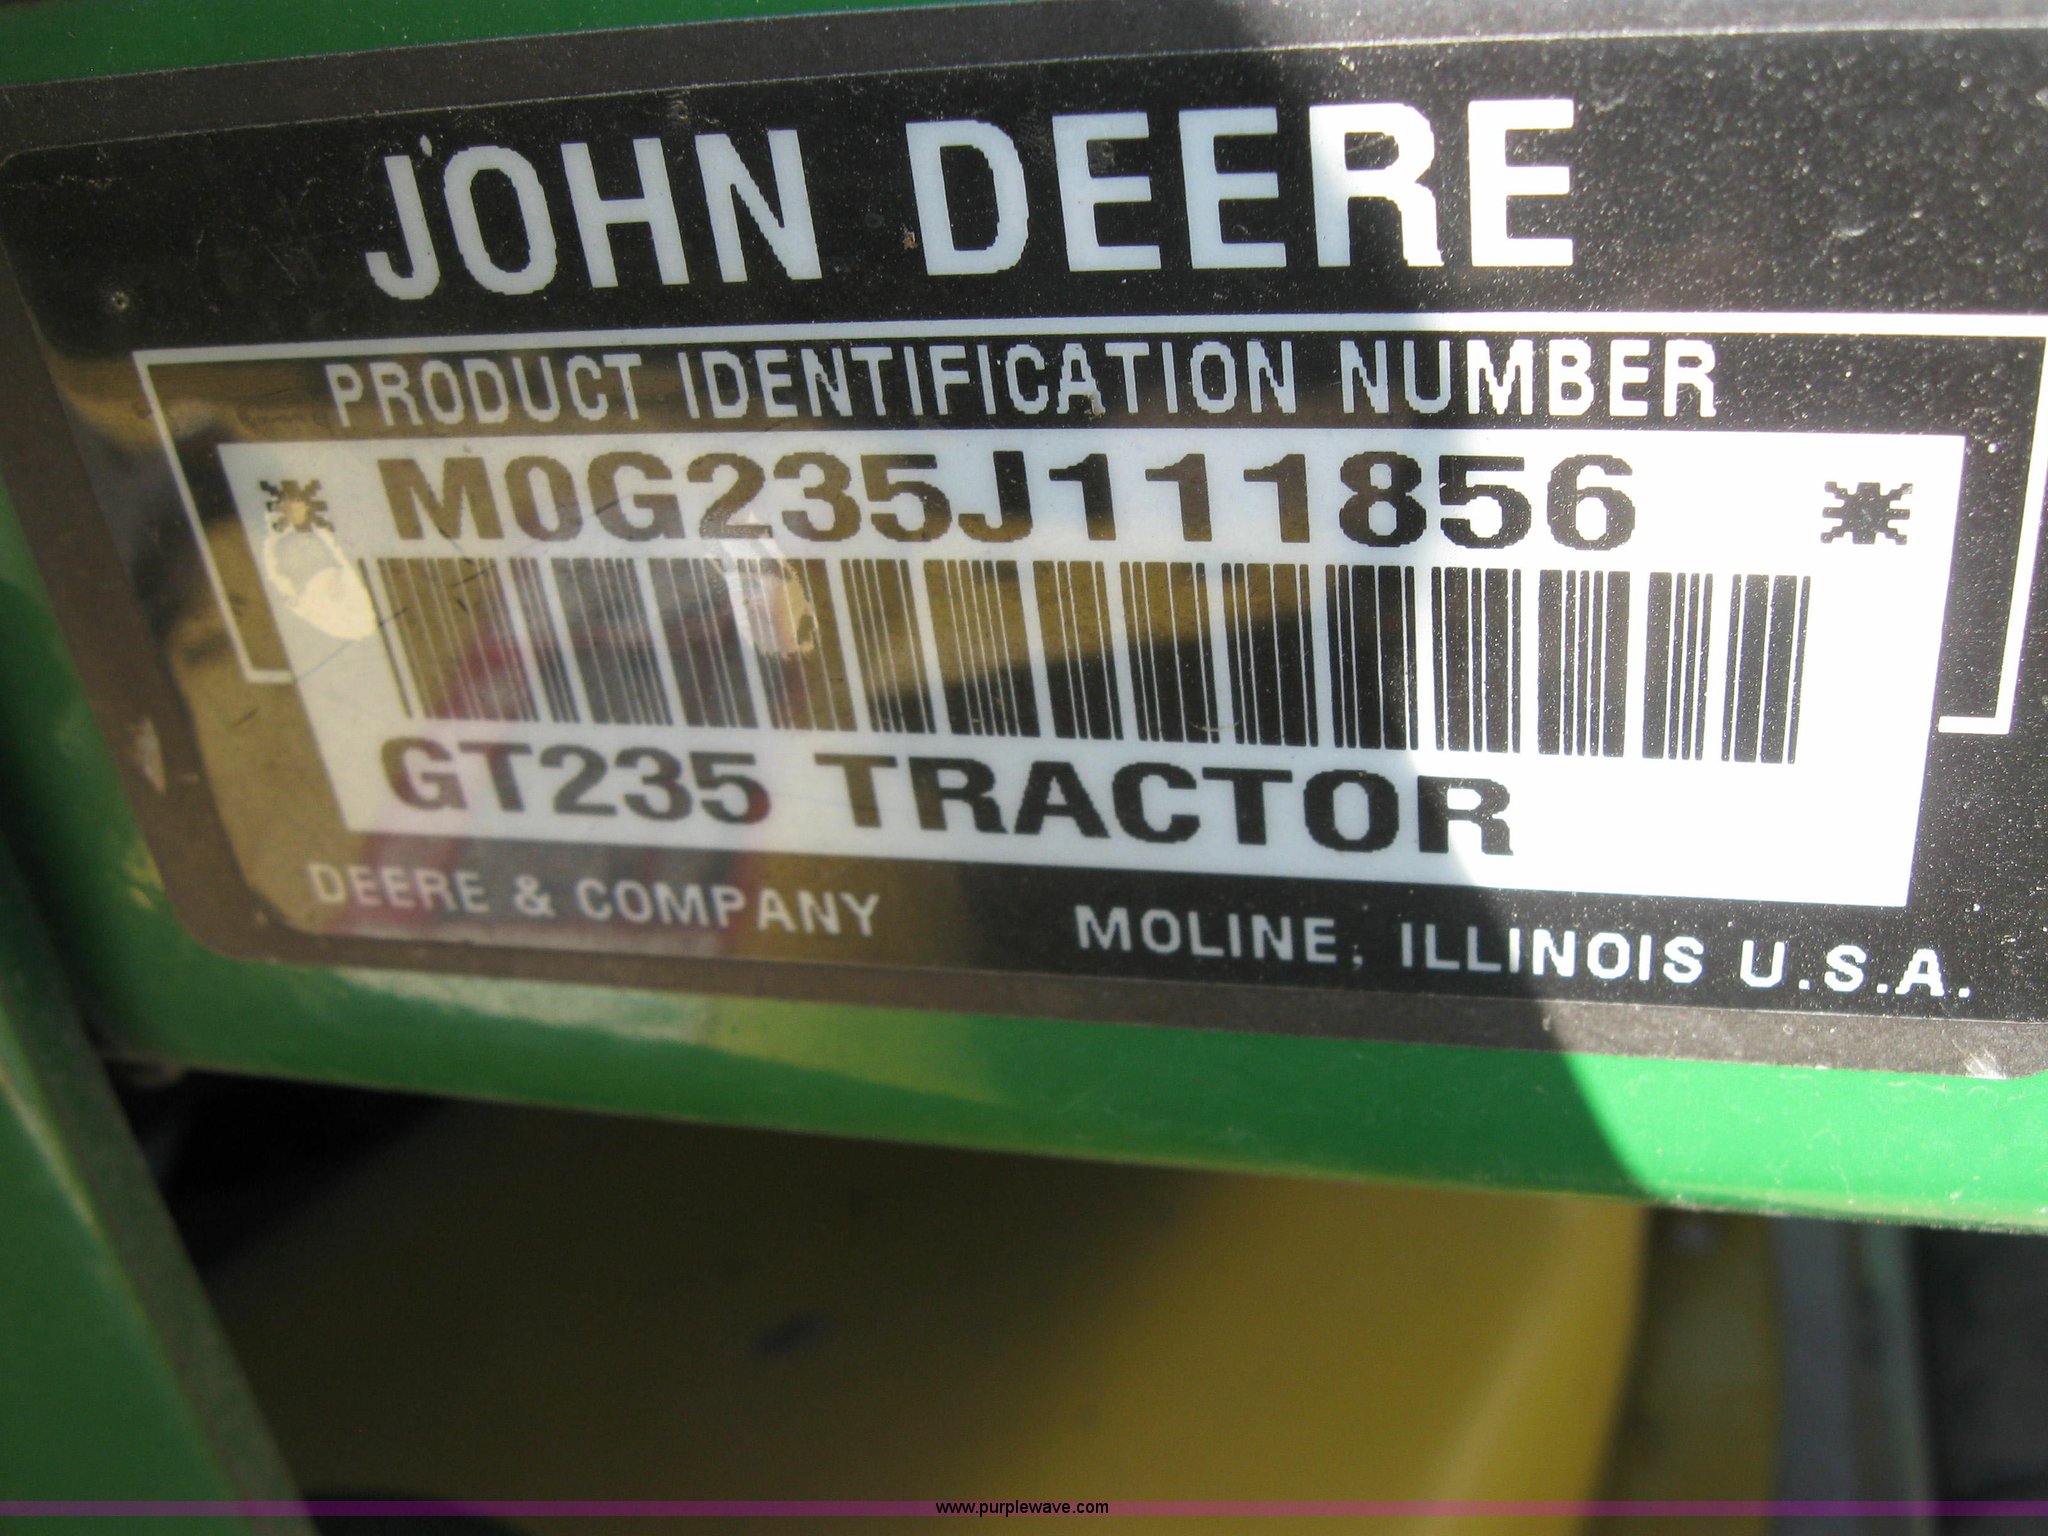 JOHN DEERE
PRODUCT IDENTIFICATION NUMBER
* M0G235J111856 *
GT235 TRACTOR
DEERE & COMPANY MOLINE, ILLINOIS U.S.A.
www.purplewave.com